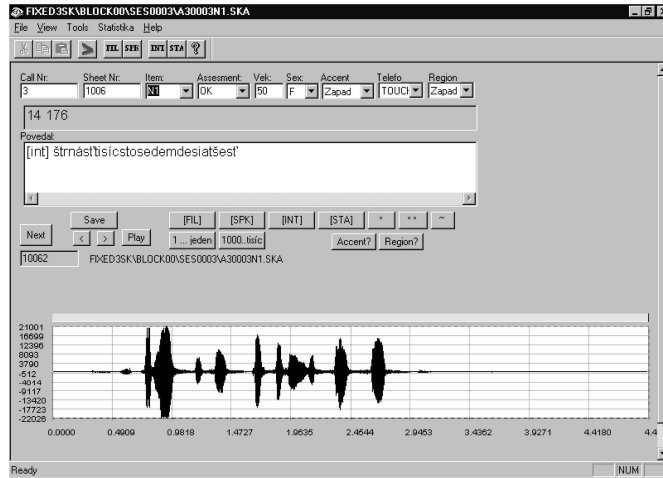 FIXED3SK\BLOCK00\SES0003\A30003N1.SKA
File View Tools Statistika Help
FIL SPK INT STA ?
Call Nr: Sheet Nr: Item: Assesment: Vek: Sex: Accent Telefo Region
3 1006 N1 OK 50 F Zapad TOUCH Zapad
14 176
Povedal:
[int] štrnásťtisícstosedemdesiatšesť
Save [FIL] [SPK] [INT] [STA] * ** ~
Next < > Play 1 ... jeden 1000..tisíc Accent? Region?
10062 FIXED3SK\BLOCK00\SES0003\A30003N1.SKA
21001
16699
12396
8093
3790
-512
-4014
-9117
-13420
-17723
-22026
0.0000 0.4909 0.9818 1.4727 1.9635 2.4544 2.9453 3.4362 3.9271 4.4180 4.4
Ready NUM